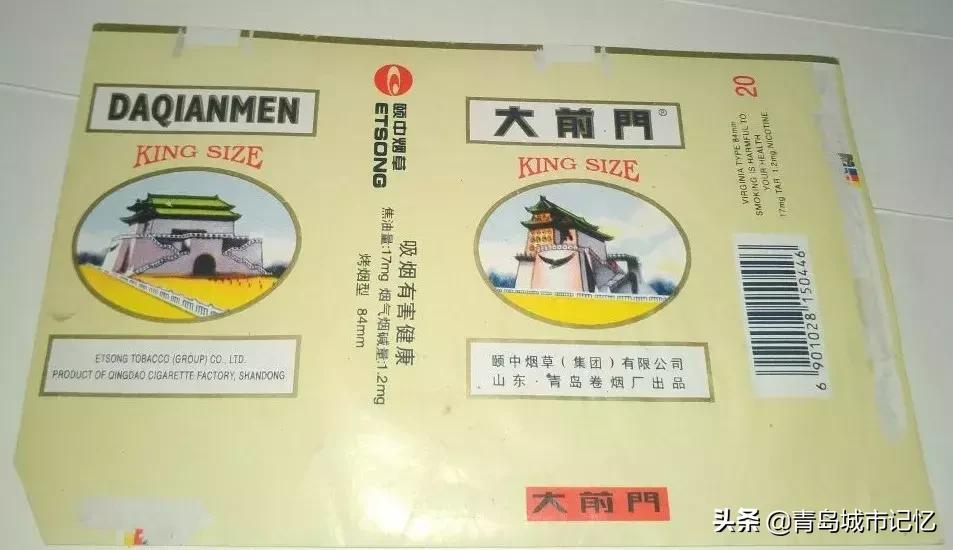 DAQIANMEN
KING SIZE
ETSONG TOBACCO (GROUP) CO., LTD.
PRODUCT OF QINGDAO CIGARETTE FACTORY, SHANDONG
颐中烟草
ETSONG
吸烟有害健康
焦油量:17mg 烟气烟碱量:1.2mg
烤烟型 84mm
大前門®
KING SIZE
颐中烟草(集团)有限公司
山东·青岛卷烟厂出品
大前門
20
VIRGINIA TYPE 84mm
SMOKING IS HARMFUL TO
YOUR HEALTH
17mg TAR 1.2mg NICOTINE
6901028150446
头条 @青岛城市记忆